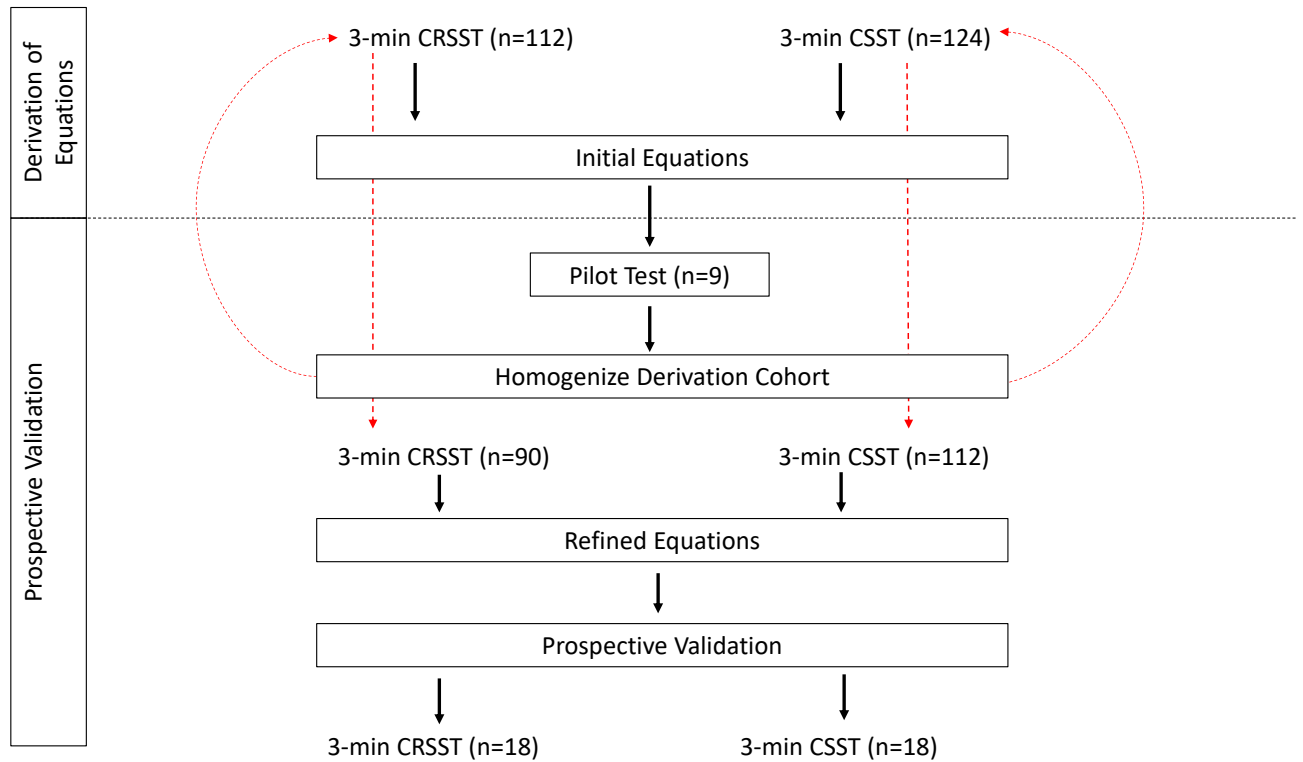 Derivation of
Equations
3-min CRSST (n=112)
3-min CSST (n=124)
Initial Equations
Prospective Validation
Pilot Test (n=9)
Homogenize Derivation Cohort
3-min CRSST (n=90)
3-min CSST (n=112)
Refined Equations
Prospective Validation
3-min CRSST (n=18)
3-min CSST (n=18)